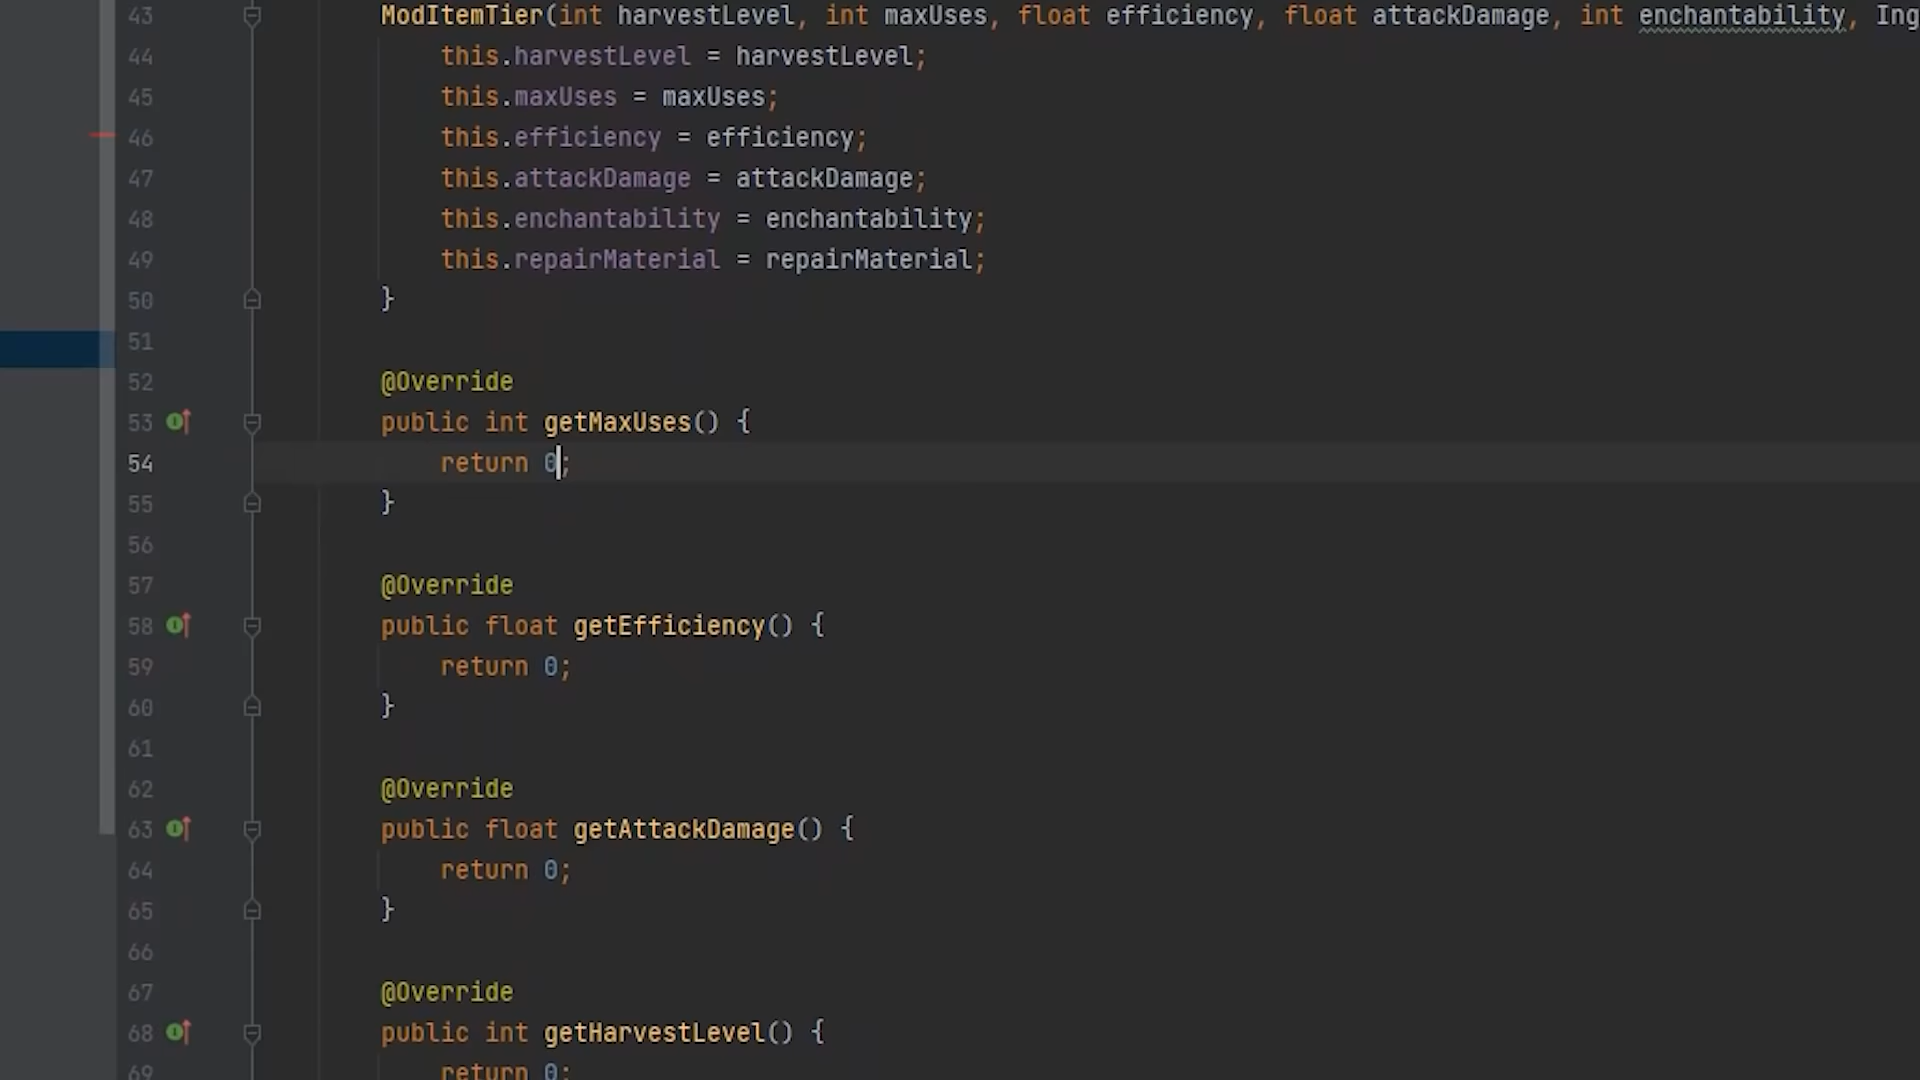 43 ModItemTier(int harvestLevel, int maxUses, float efficiency, float attackDamage, int enchantability, Ing
44 this.harvestLevel = harvestLevel;
45 this.maxUses = maxUses;
46 this.efficiency = efficiency;
47 this.attackDamage = attackDamage;
48 this.enchantability = enchantability;
49 this.repairMaterial = repairMaterial;
50 }
51
52 @Override
53 public int getMaxUses() {
54 return 0;
55 }
56
57 @Override
58 public float getEfficiency() {
59 return 0;
60 }
61
62 @Override
63 public float getAttackDamage() {
64 return 0;
65 }
66
67 @Override
68 public int getHarvestLevel() {
69 return 0;